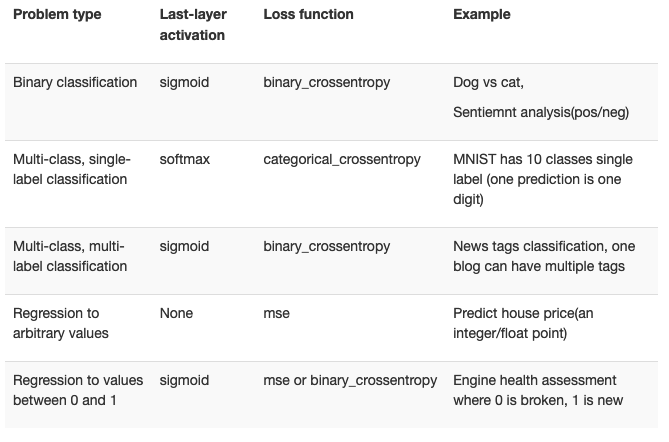 Problem type Last-layer activation Loss function Example
Binary classification sigmoid binary_crossentropy Dog vs cat,
Sentiemnt analysis(pos/neg)
Multi-class, single- softmax categorical_crossentropy MNIST has 10 classes single
label classification label (one prediction is one
digit)
Multi-class, multi- sigmoid binary_crossentropy News tags classification, one
label classification blog can have multiple tags
Regression to None mse Predict house price(an
arbitrary values integer/float point)
Regression to values sigmoid mse or binary_crossentropy Engine health assessment
between 0 and 1 where 0 is broken, 1 is new